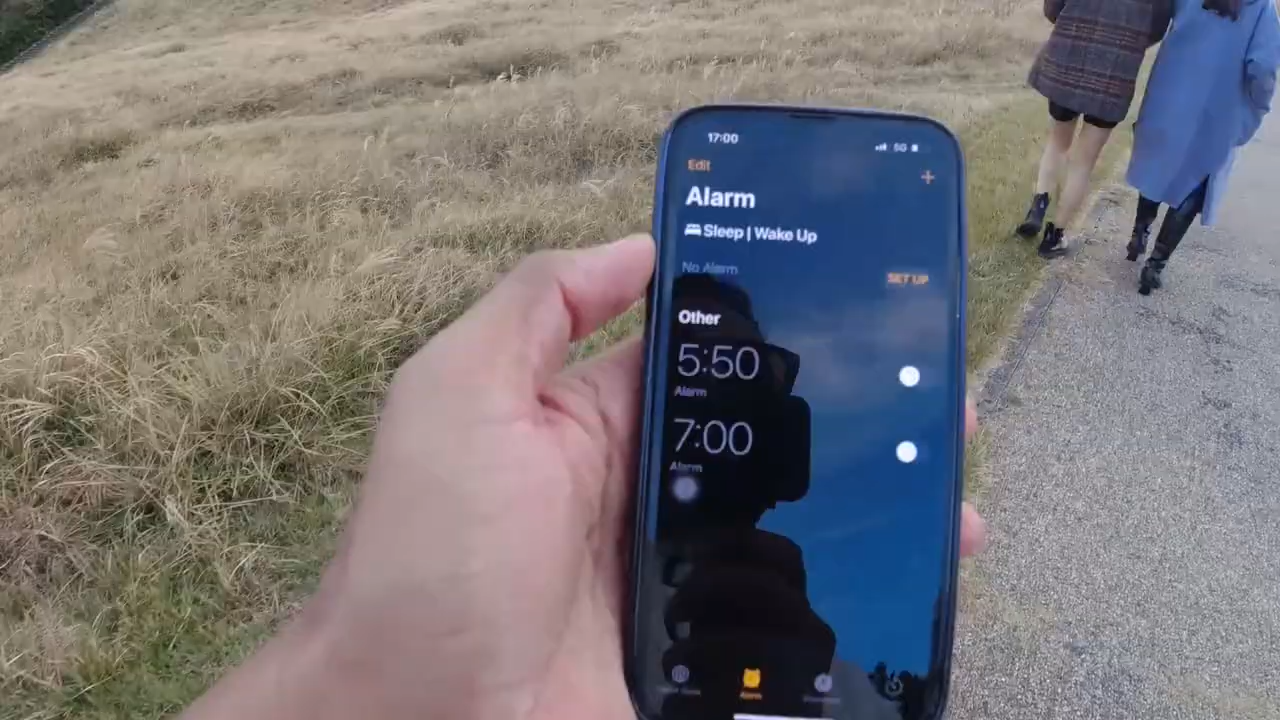 17:00
5G
Edit
+
Alarm
Sleep | Wake Up
No Alarm
SET UP
Other
5:50
Alarm
7:00
Alarm
Alarm